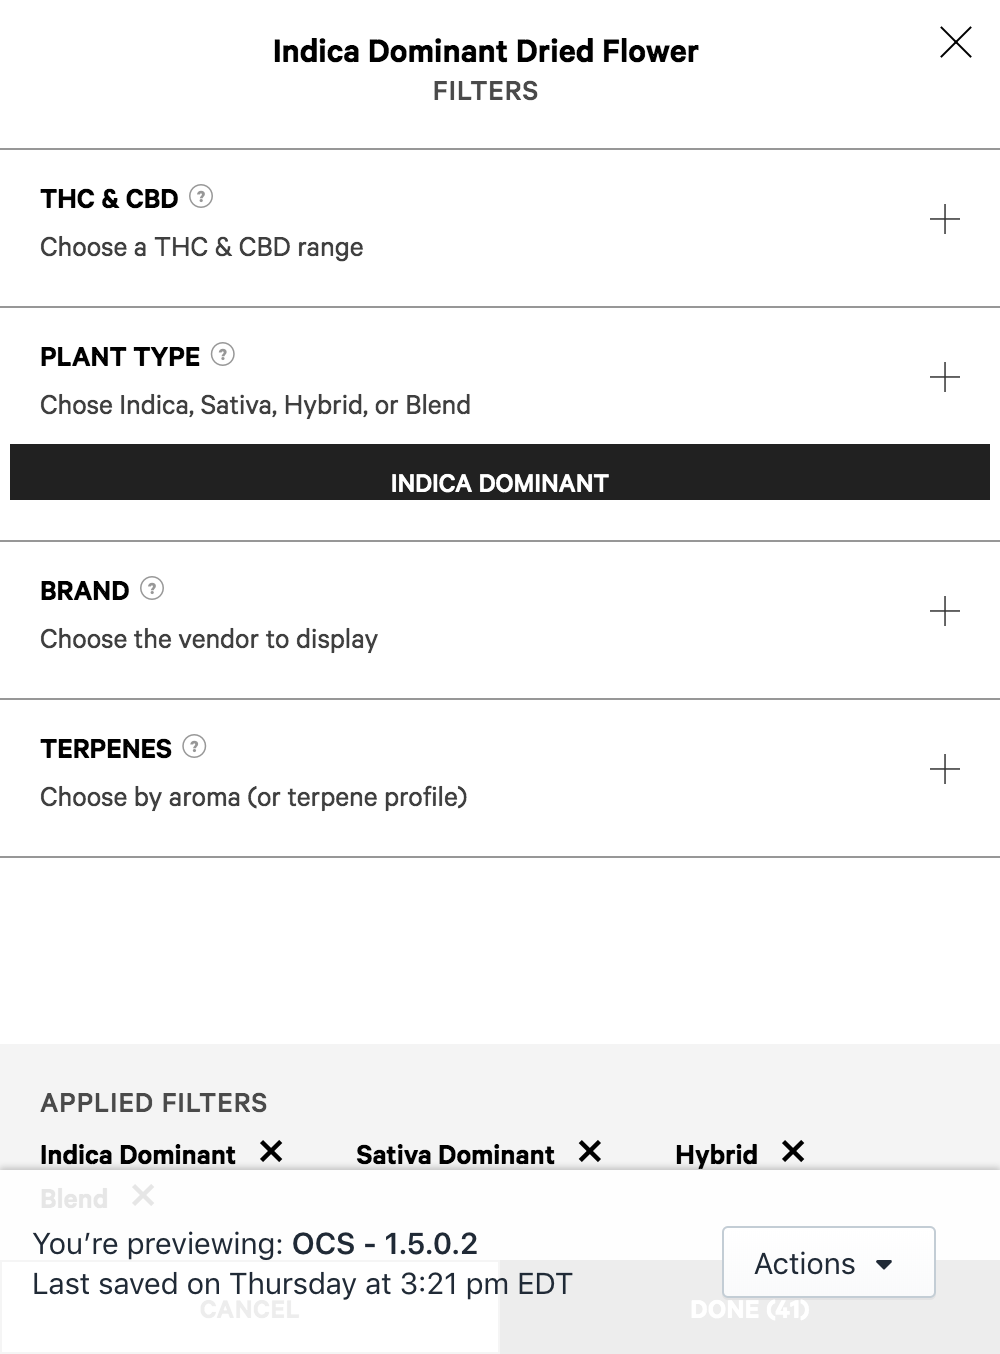 Indica Dominant Dried Flower
FILTERS
THC & CBD ?
Choose a THC & CBD range
PLANT TYPE ?
Chose Indica, Sativa, Hybrid, or Blend
INDICA DOMINANT
BRAND ?
Choose the vendor to display
TERPENES ?
Choose by aroma (or terpene profile)
APPLIED FILTERS
Indica Dominant Sativa Dominant Hybrid
Blend
You're previewing: OCS - 1.5.0.2
Actions
Last saved on Thursday at 3:21 pm EDT
CANCEL DONE (41)